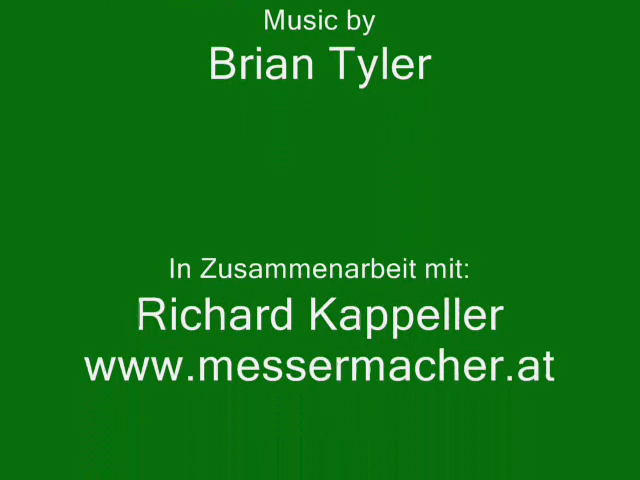 Music by
Brian Tyler
In Zusammenarbeit mit:
Richard Kappeller
www.messermacher.at